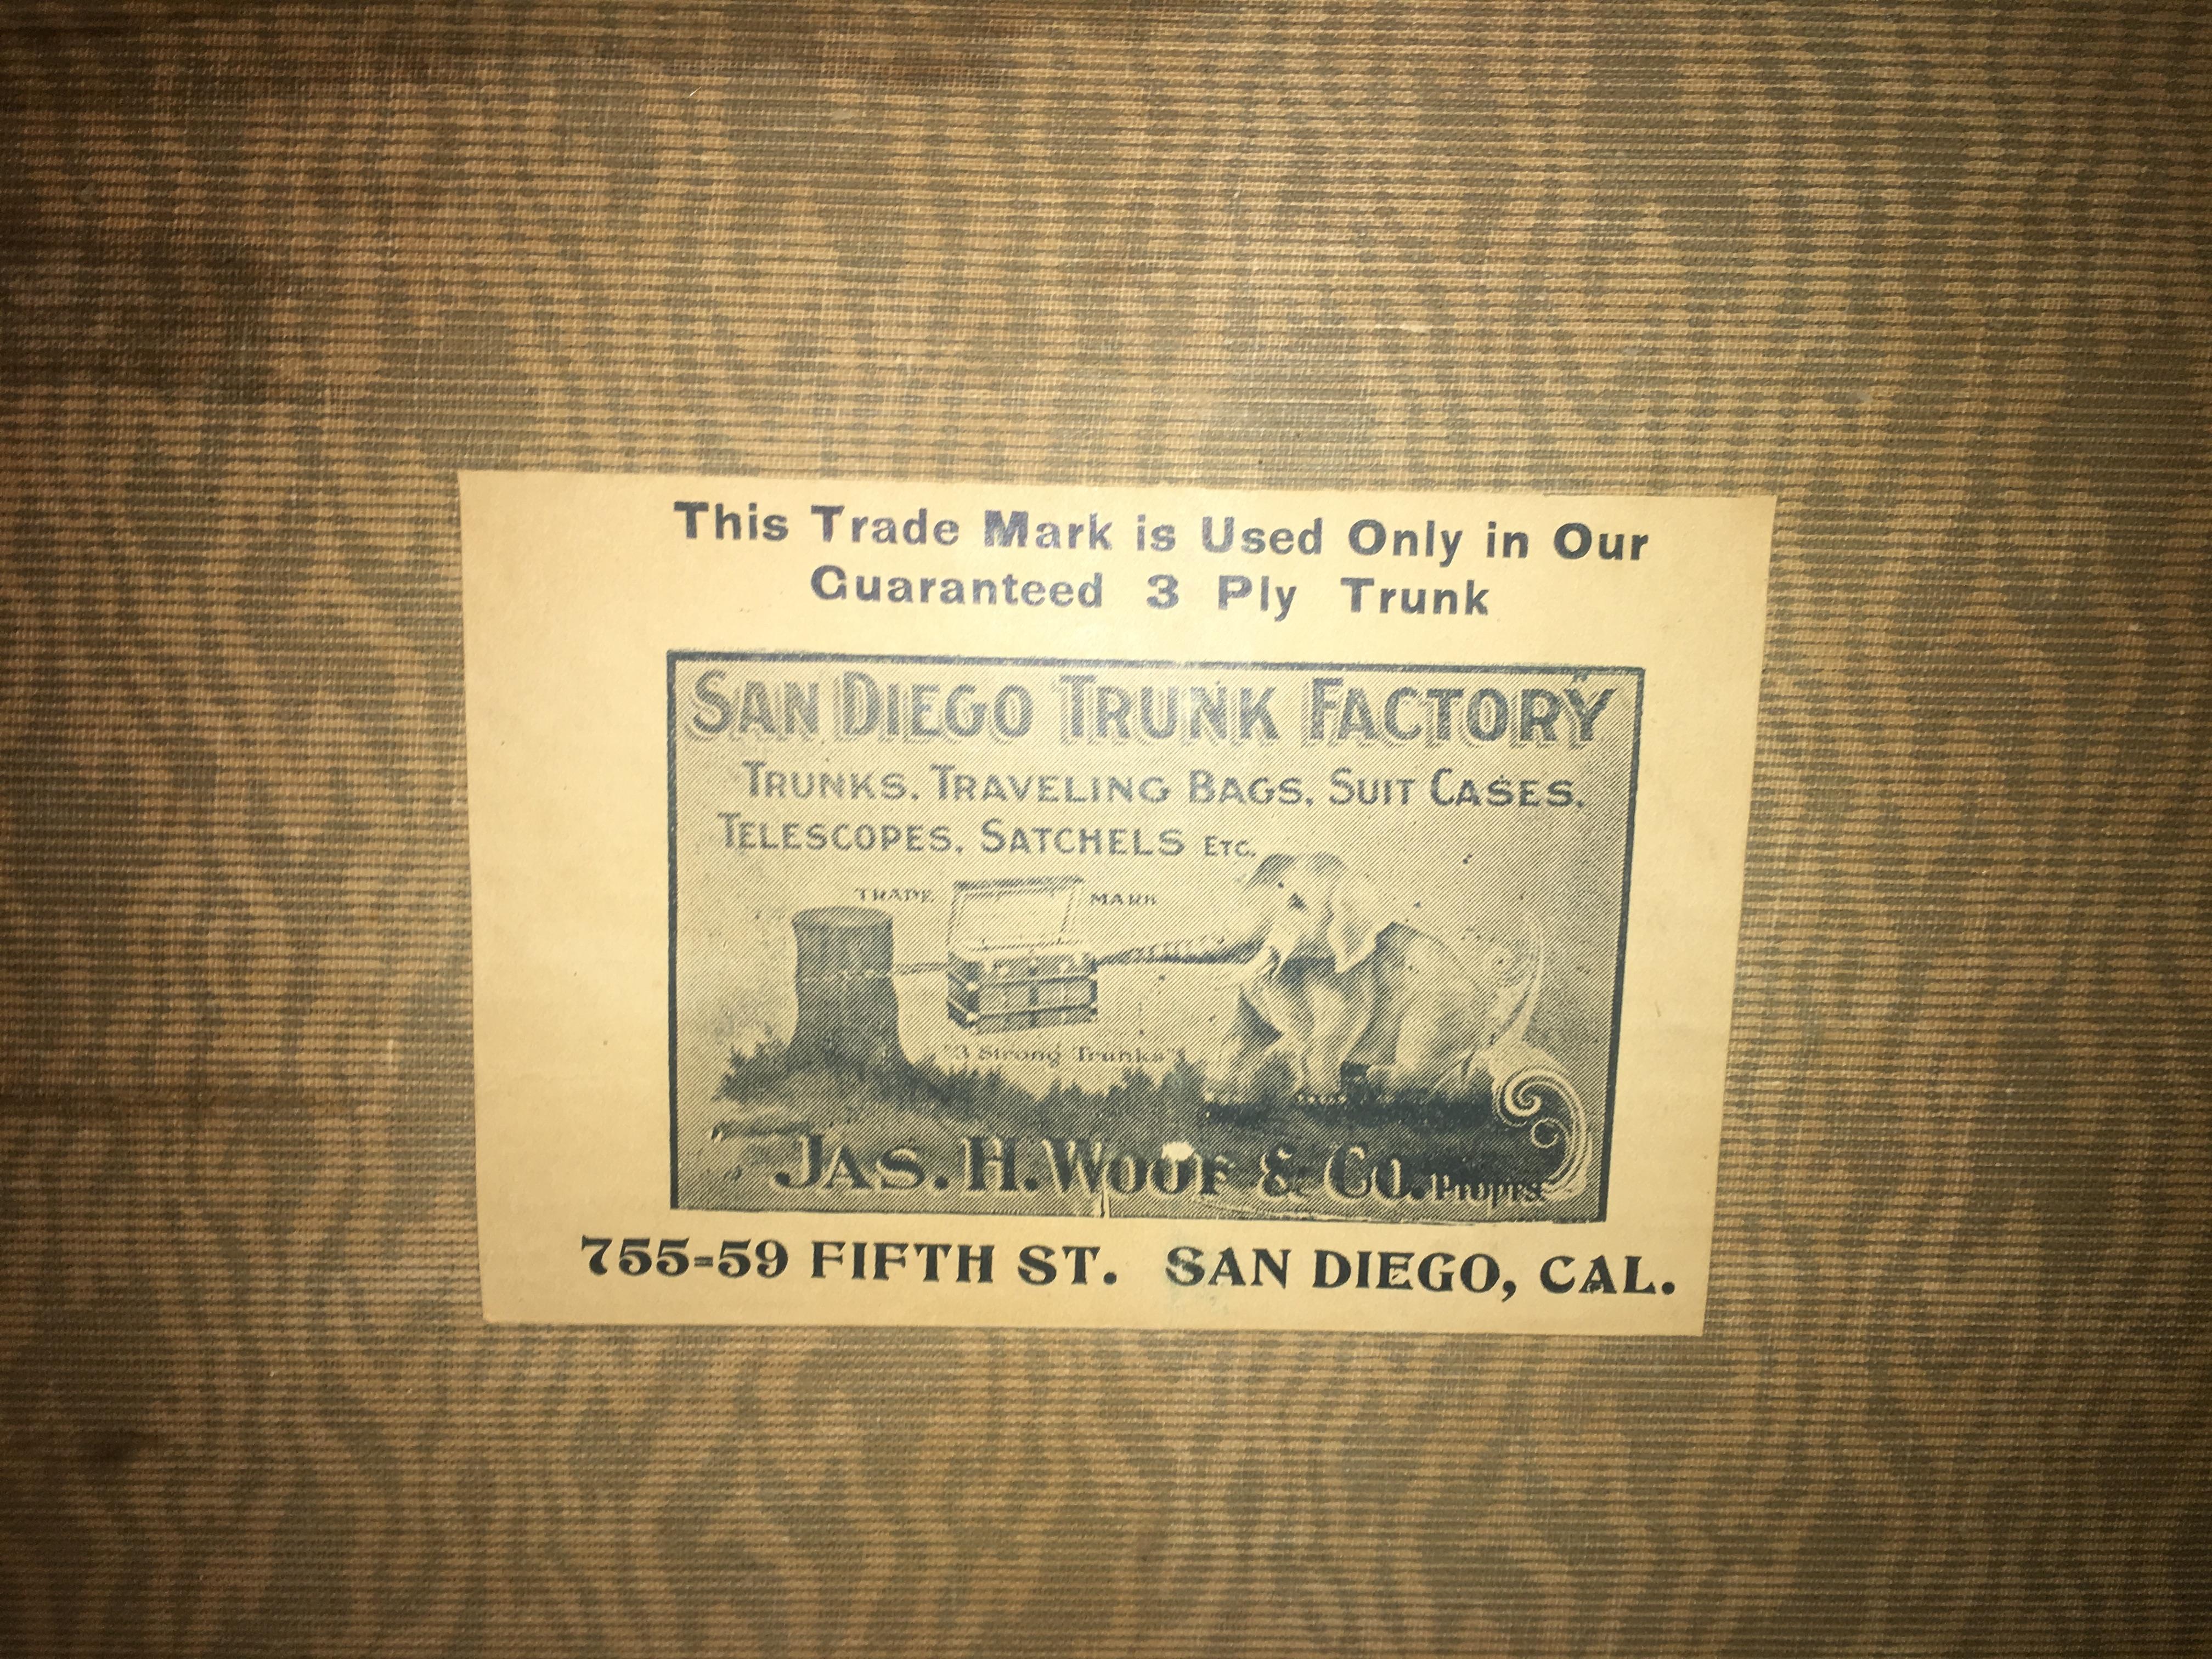 This Trade Mark is Used Only in Our
Guaranteed 3 Ply Trunk
SAN DIEGO TRUNK FACTORY
TRUNKS, TRAVELING BAGS, SUIT CASES,
TELESCOPES, SATCHELS ETC.
TRADE MARK
"3 Strong Trunks"
JAS. H. WOOF & CO. Proprs
755-59 FIFTH ST. SAN DIEGO, CAL.